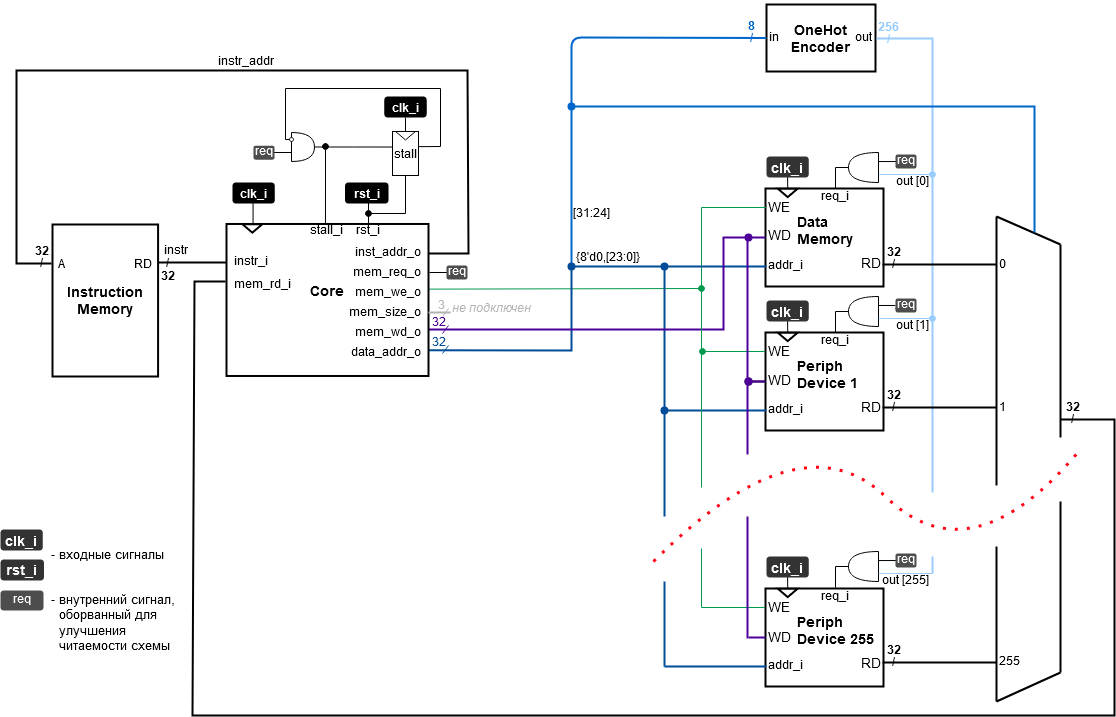 8
256
in
OneHot
Encoder
out
instr_addr
clk_i
req
stall
clk_i
rst_i
[31:24]
{8'd0,[23:0]}
32
A
RD
Instruction
Memory
instr
32
stall_i
rst_i
instr_i
mem_rd_i
Core
inst_addr_o
mem_req_o
req
mem_we_o
mem_size_o
3
не подключен
mem_wd_o
32
data_addr_o
32
clk_i
req
out [0]
req_i
WE
WD
Data
Memory
addr_i
RD
32
0
clk_i
req
out [1]
req_i
WE
WD
Periph
Device 1
addr_i
RD
32
1
32
clk_i
req
out [255]
req_i
WE
WD
Periph
Device 255
addr_i
RD
32
255
clk_i
- входные сигналы
rst_i
req
- внутренний сигнал,
оборванный для
улучшения
читаемости схемы